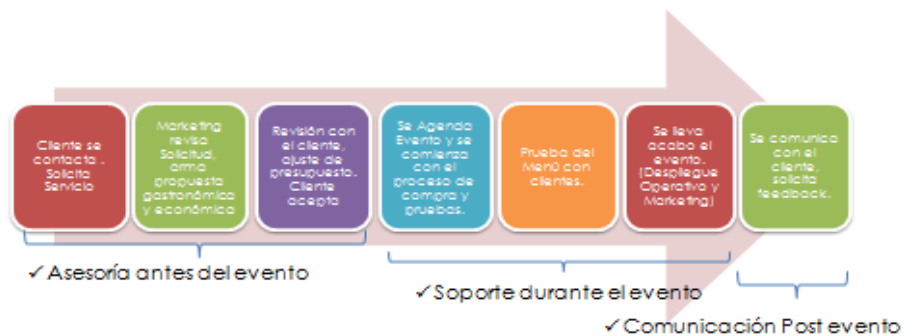 Cliente se
contacta .
Solicita
Servicio
Marketing
revisa
Solicitud,
arma
propuesta
gastronómica
y económica
Revisión con
el cliente,
ajuste de
presupuesto.
Cliente
acepta
Se Agenda
Evento y se
comienza
con el
proceso de
compra y
pruebas.
Prueba del
Menú con
clientes.
Se lleva
acabo el
evento.
(Despliegue
Operativo y
Marketing)
Se comunica
con el
cliente,
solicita
feedback.
✓ Asesoría antes del evento
✓ Soporte durante el evento
✓ Comunicación Post evento